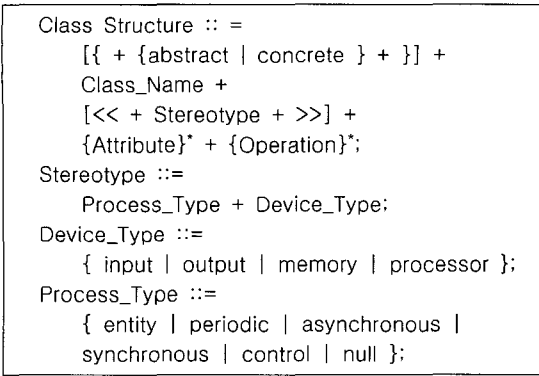 Class Structure :: =
[{ + {abstract | concrete } + }] +
Class_Name +
[<< + Stereotype + >>] +
{Attribute}* + {Operation}*;
Stereotype ::=
Process_Type + Device_Type;
Device_Type ::=
{ input | output | memory | processor };
Process_Type ::=
{ entity | periodic | asynchronous |
synchronous | control | null };